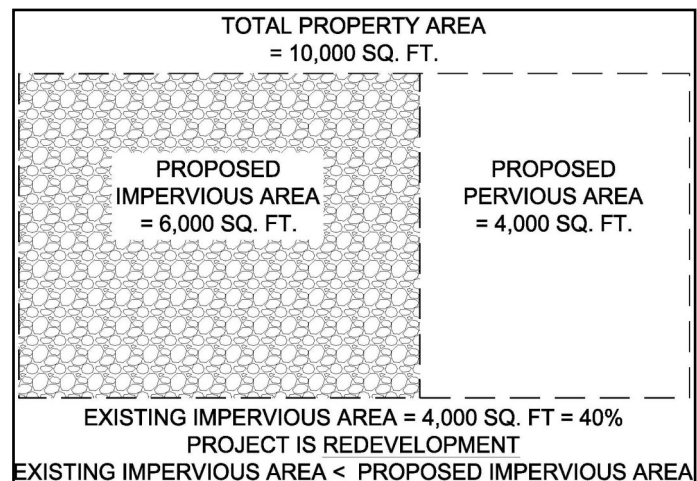 TOTAL PROPERTY AREA
= 10,000 SQ. FT.
PROPOSED
IMPERVIOUS AREA
= 6,000 SQ. FT.
PROPOSED
PERVIOUS AREA
= 4,000 SQ. FT.
EXISTING IMPERVIOUS AREA = 4,000 SQ. FT = 40%
PROJECT IS REDEVELOPMENT
EXISTING IMPERVIOUS AREA < PROPOSED IMPERVIOUS AREA